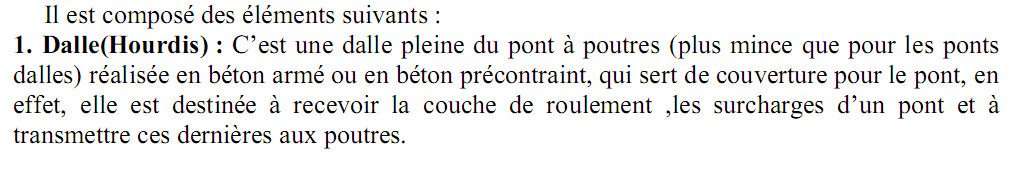 Il est composé des éléments suivants :
1. Dalle(Hourdis) : C’est une dalle pleine du pont à poutres (plus mince que pour les ponts
dalles) réalisée en béton armé ou en béton précontraint, qui sert de couverture pour le pont, en
effet, elle est destinée à recevoir la couche de roulement ,les surcharges d’un pont et à
transmettre ces dernières aux poutres.